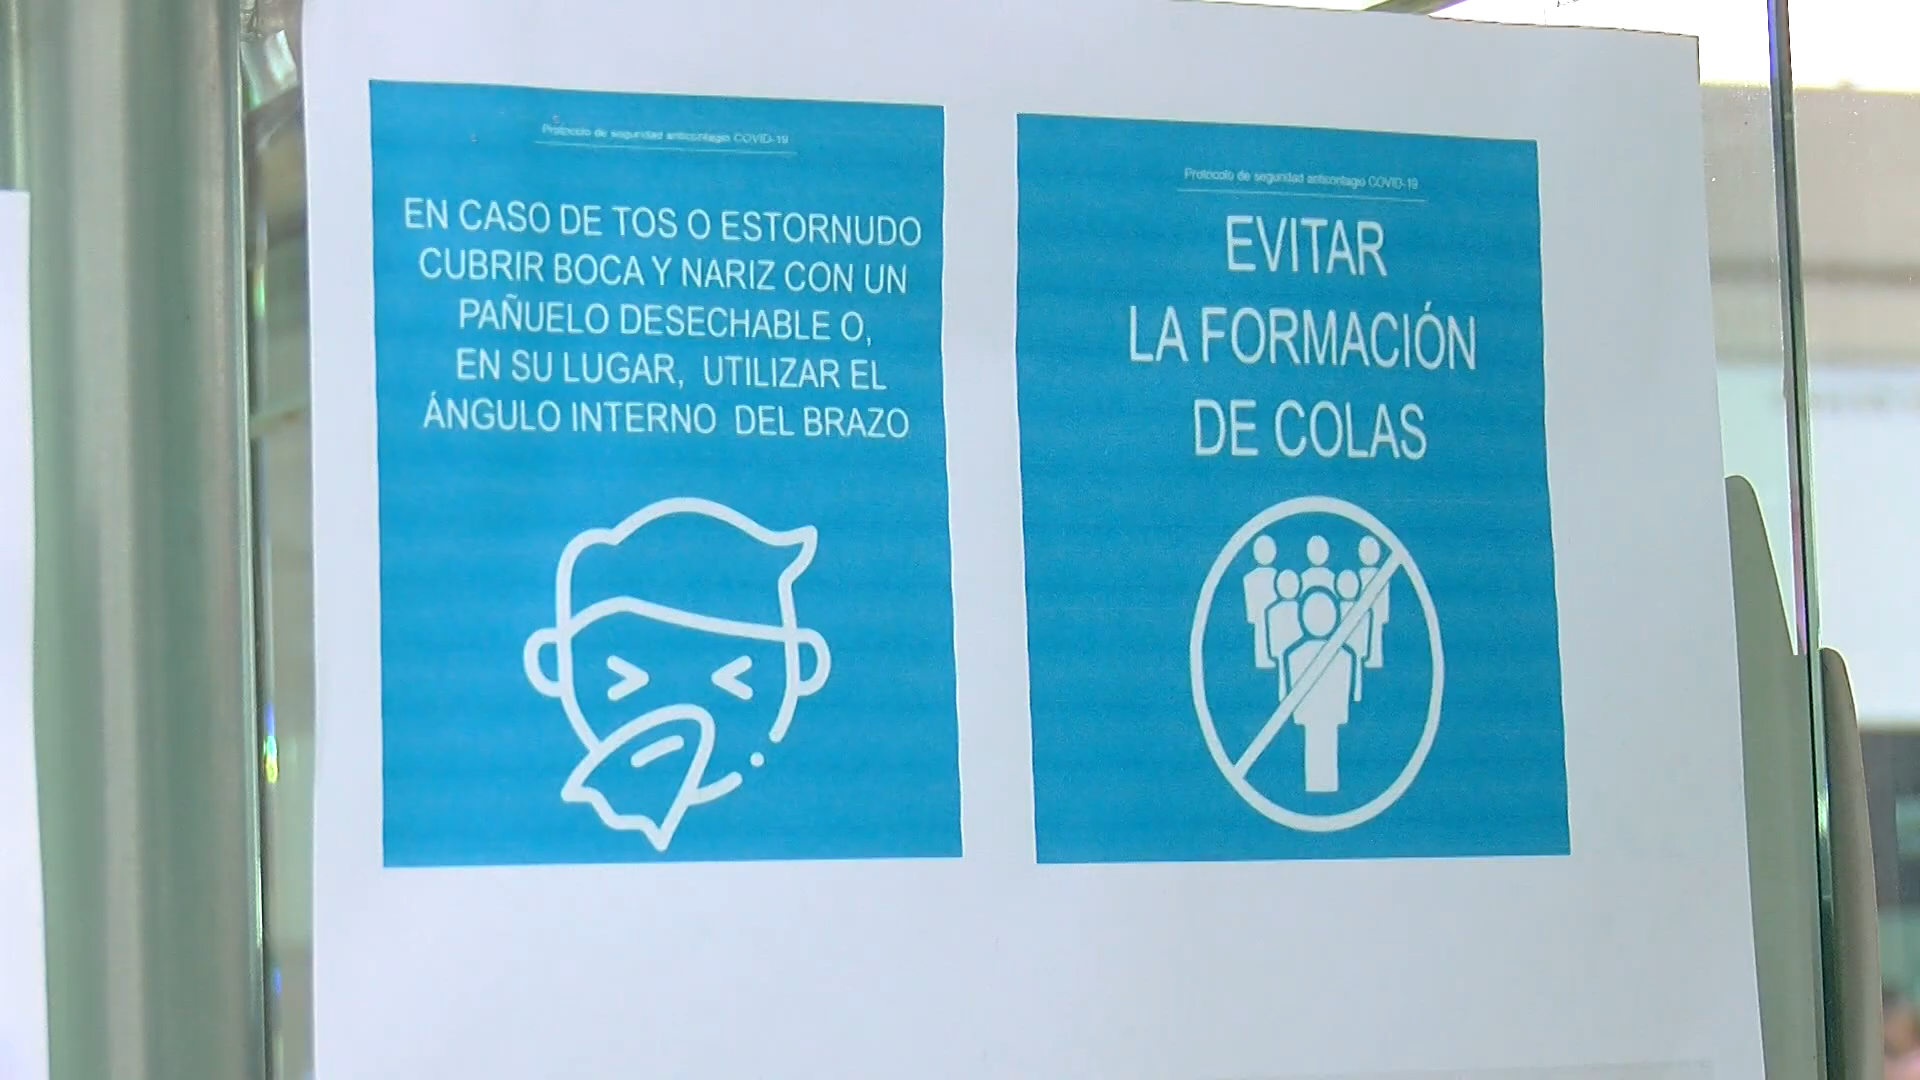 Protocolo de seguridad anticontagio COVID-19
EN CASO DE TOS O ESTORNUDO
CUBRIR BOCA Y NARIZ CON UN
PAÑUELO DESECHABLE O,
EN SU LUGAR, UTILIZAR EL
ÁNGULO INTERNO DEL BRAZO
Protocolo de seguridad anticontagio COVID-19
EVITAR
LA FORMACIÓN
DE COLAS